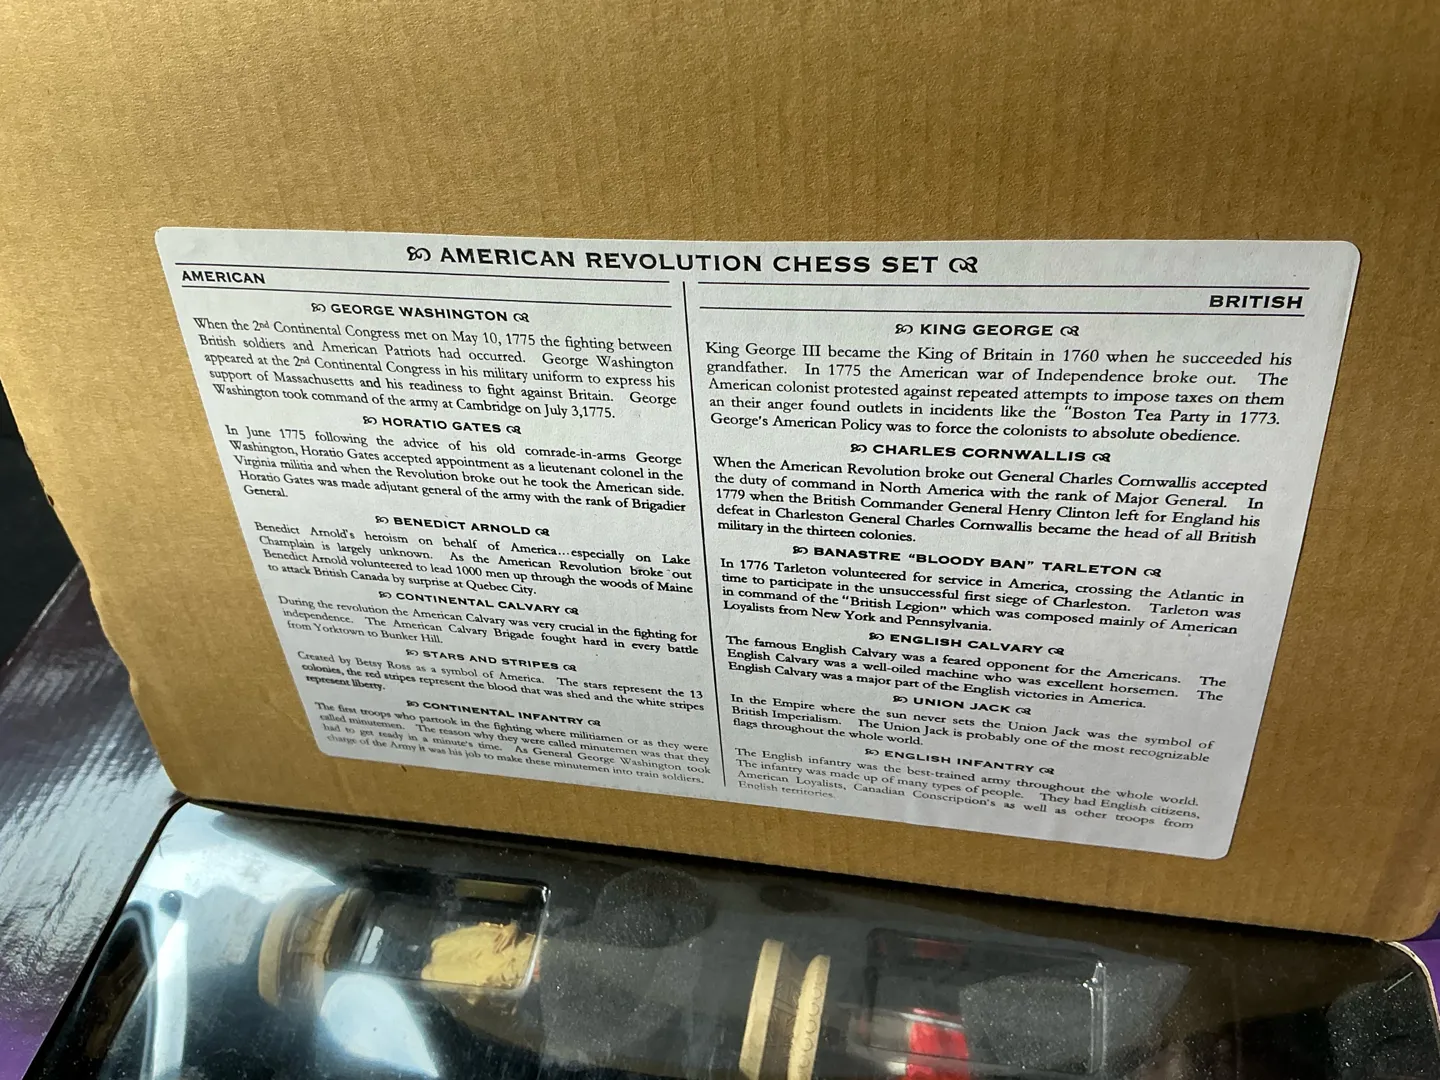 AMERICAN REVOLUTION CHESS SET
AMERICAN
GEORGE WASHINGTON
When the 2nd Continental Congress met on May 10, 1775 the fighting between
British soldiers and American Patriots had occurred. George Washington
appeared at the 2nd Continental Congress in his military uniform to express his
support of Massachusetts and his readiness to fight against Britain. George
Washington took command of the army at Cambridge on July 3,1775.
HORATIO GATES
In June 1775 following the advice of his old comrade-in-arms George
Washington, Horatio Gates accepted appointment as a lieutenant colonel in the
Virginia militia and when the Revolution broke out he took the American side.
Horatio Gates was made adjutant general of the army with the rank of Brigadier
General.
BENEDICT ARNOLD
Benedict Arnold's heroism on behalf of America...especially on Lake
Champlain is largely unknown. As the American Revolution broke out
Benedict Arnold volunteered to lead 1000 men up through the woods of Maine
to attack British Canada by surprise at Quebec City.
CONTINENTAL CALVARY
During the revolution the American Calvary was very crucial in the fighting for
independence. The American Calvary Brigade fought hard in every battle
from Yorktown to Bunker Hill.
STARS AND STRIPES
Created by Betsy Ross as a symbol of America. The stars represent the 13
colonies, the red stripes represent the blood that was shed and the white stripes
represent liberty.
CONTINENTAL INFANTRY
The first troops who partook in the fighting where militiamen or as they were
called minutemen. The reason why they were called minutemen was that they
had to get ready in a minute's time. As General George Washington took
charge of the Army it was his job to make these minutemen into train soldiers.
BRITISH
KING GEORGE
King George III became the King of Britain in 1760 when he succeeded his
grandfather. In 1775 the American war of Independence broke out. The
American colonist protested against repeated attempts to impose taxes on them
an their anger found outlets in incidents like the "Boston Tea Party in 1773.
George's American Policy was to force the colonists to absolute obedience.
CHARLES CORNWALLIS
When the American Revolution broke out General Charles Cornwallis accepted
the duty of command in North America with the rank of Major General. In
1779 when the British Commander General Henry Clinton left for England his
defeat in Charleston General Charles Cornwallis became the head of all British
military in the thirteen colonies.
BANASTRE "BLOODY BAN" TARLETON
In 1776 Tarleton volunteered for service in America, crossing the Atlantic in
time to participate in the unsuccessful first siege of Charleston. Tarleton was
in command of the "British Legion" which was composed mainly of American
Loyalists from New York and Pennsylvania.
ENGLISH CALVARY
The famous English Calvary was a feared opponent for the Americans. The
English Calvary was a well-oiled machine who was excellent horsemen. The
English Calvary was a major part of the English victories in America.
UNION JACK
In the Empire where the sun never sets the Union Jack was the symbol of
British Imperialism. The Union Jack is probably one of the most recognizable
flags throughout the whole world.
ENGLISH INFANTRY
The English infantry was the best-trained army throughout the whole world.
The infantry was made up of many types of people. They had English citizens,
American Loyalists, Canadian Conscription's as well as other troops from
English territories.